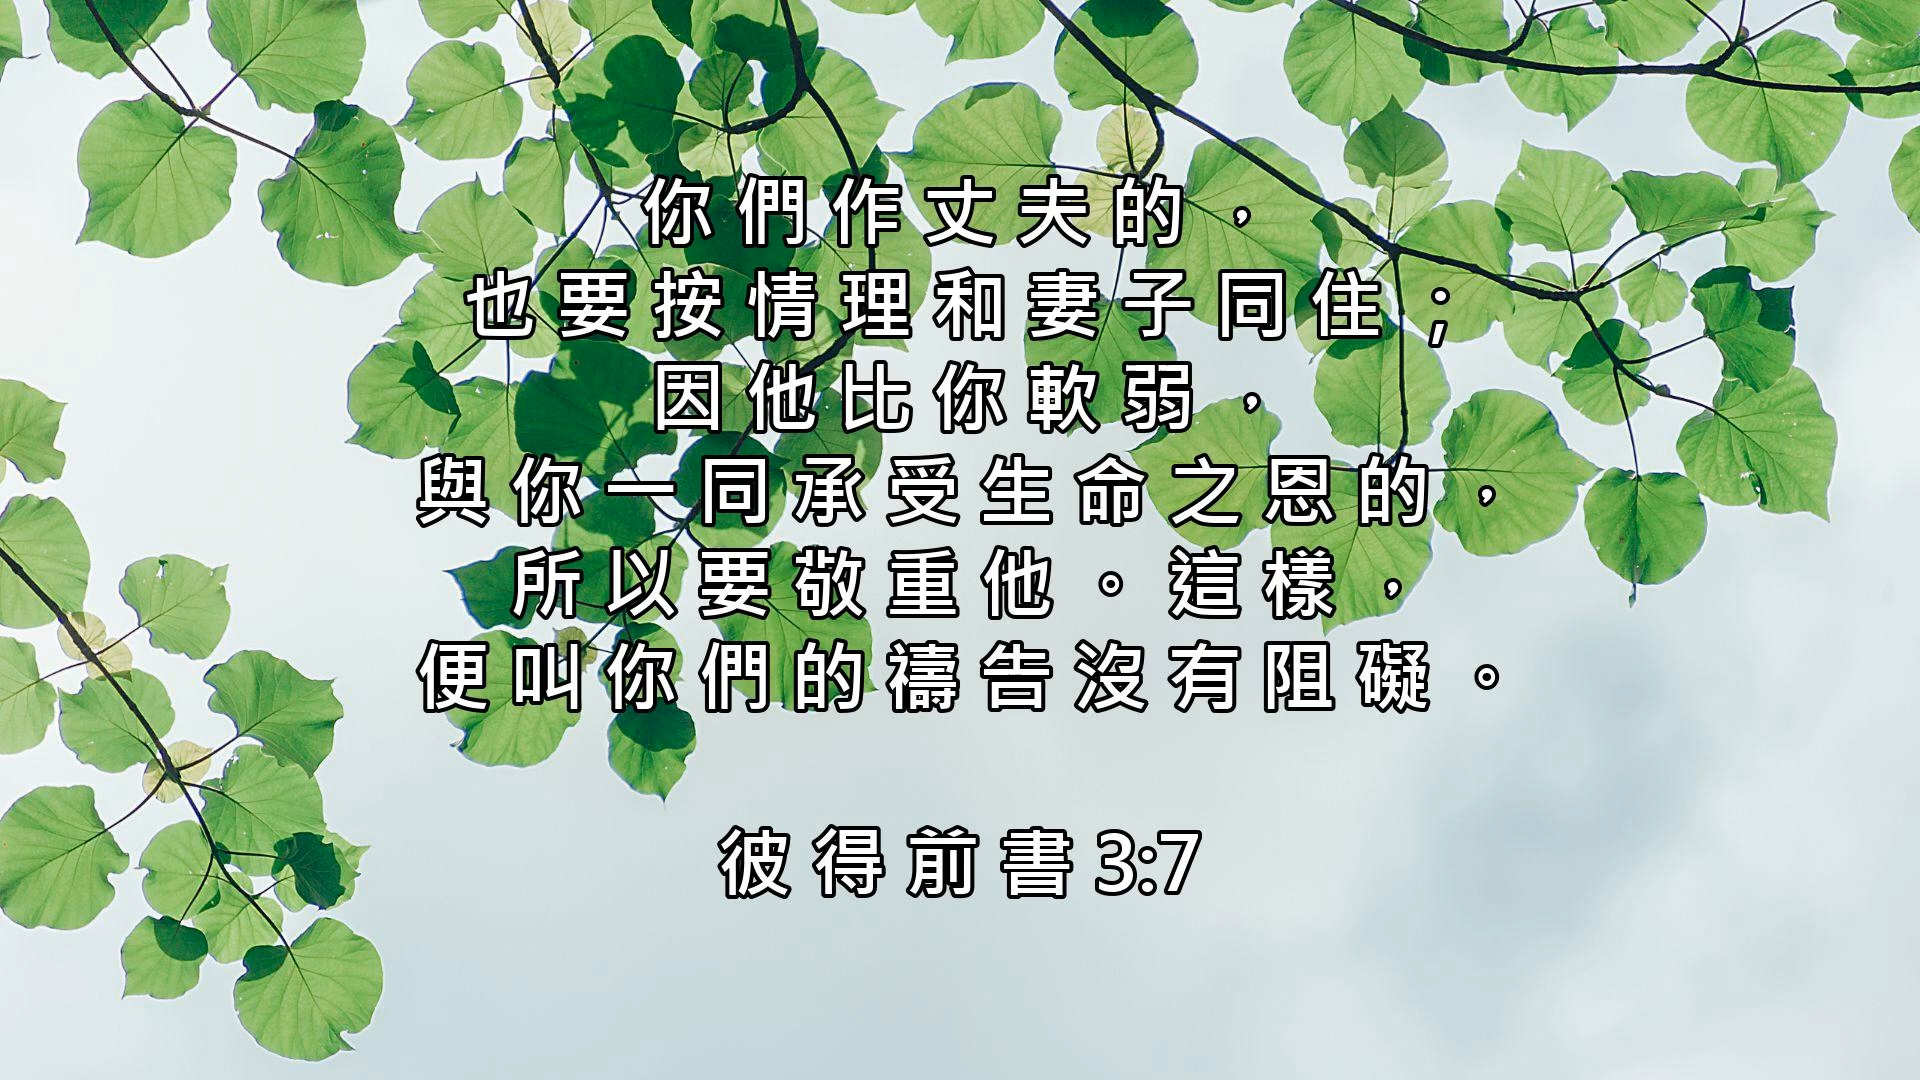 你們作丈夫的，
也要按情理和妻子同住；
因他比你軟弱，
與你一同承受生命之恩的，
所以要敬重他。這樣，
便叫你們的禱告沒有阻礙。
彼得前書3:7